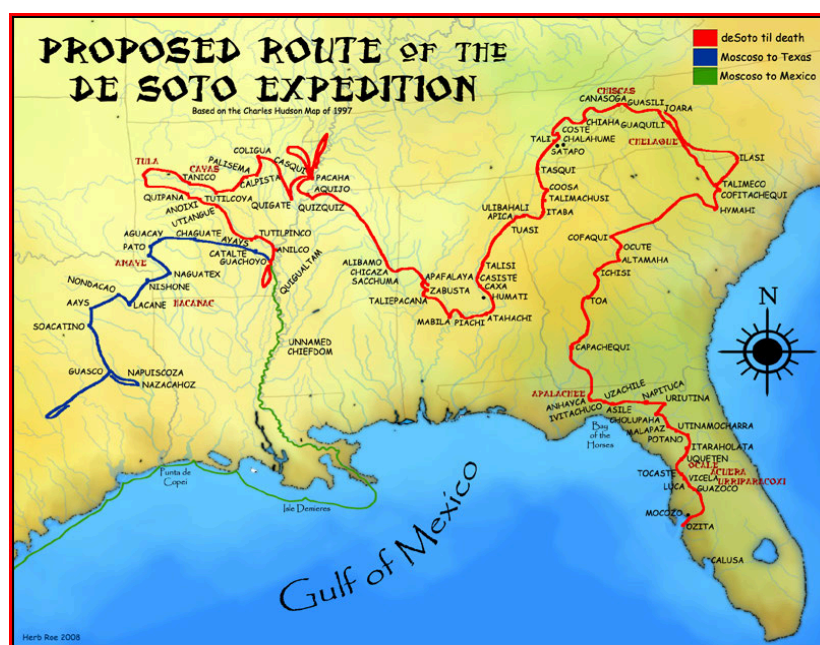 PROPOSED ROUTE OF THE
DE SOTO EXPEDITION
Based on the Charles Hudson Map of 1997
deSoto til death
Moscoso to Texas
Moscoso to Mexico
CHISCAS
CANASOGA
GUASILI
JOARA
CHIAHA
GUAQUILI
COSTE
CHALAHUME
TALI
SATAPO
CHELAQUE
ILASI
TASQUI
TALIMECO
COFITACHEQUI
HYMAHI
COOSA
TALIMACHUSI
ITABA
ULIBAHALI
APICA
TUASI
COLIGUA
CASQUI
PALISEMA
TULA
CAYAS
TANICO
CALPISTA
PACAHA
AQUIJO
QUIPANA
TUTILCOYA
QUIGATE
QUIZQUIZ
ANOIXI
UTIANGUE
AGUACAY
CHAGUATE
AYAYS
TUTILPINCO
PATO
CATALTE
ANILCO
GUACHOYO
AMAYE
NAGUATEX
QUIGUALTAM
NONDACAO
NISHONE
AAYS
LACANE
HACANAC
SOACATINO
UNNAMED
CHIEFDOM
GUASCO
NAPUISCOZA
NAZACAHOZ
ALIBAMO
CHICAZA
SACCHUMA
APAFALAYA
ZABUSTA
TALIEPACANA
TALISI
CASISTE
CAXA
HUMATI
MABILA
PIACHI
ATAHACHI
COFAQUI
OCUTE
ALTAMAHA
ICHISI
TOA
CAPACHEQUI
N
APALACHEE
UZACHILE
NAPITUCA
ANHAYCA
URIUTINA
IVITACHUCO
ASILE
CHOLUPAHA
UTINAMOCHARRA
MALAPAZ
Bay
of the
Horses
POTANO
ITARAHOLATA
UQUETEN
OCALE
ACUERA
TOCASTE
VICELA
URRIPARACOXI
LUCA
GUAZOCO
MOCOZO
OZITA
CALUSA
Punta de
Copei
Isle Demieres
Gulf of Mexico
Herb Roe 2008